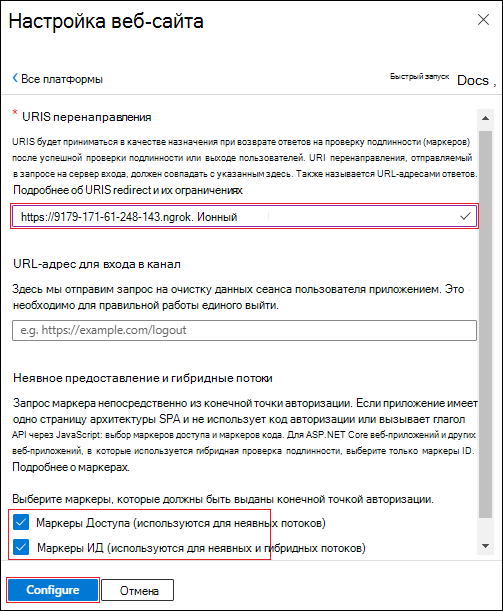 Настройка веб-сайта
Все платформы
Быстрый запуск Docs ,
* URIS перенаправления
URIS будет приниматься в качестве назначения при возврате ответов на проверку подлинности (маркеров)
после успешной проверки подлинности или выходе пользователей. URI перенаправления, отправляемый
в запросе на сервер входа, должен совпадать с указанным здесь. Также называется URL-адресами ответов.
Подробнее об URIS redirect и их ограничениях
https://9179-171-61-248-143.ngrok. Ионный
URL-адрес для входа в канал
Здесь мы отправим запрос на очистку данных сеанса пользователя приложением. Это
необходимо для правильной работы единого выйти.
e.g. https://example.com/logout
Неявное предоставление и гибридные потоки
Запрос маркера непосредственно из конечной точки авторизации. Если приложение имеет
одно страницу архитектуры SPA и не использует код авторизации или вызывает глагол
API через JavaScript: выбор маркеров доступа и маркеров кода. Для ASP.NET Core веб-приложений и других
веб-приложений, в которые используется гибридная проверка подлинности, выберите только маркеры ID.
Подробнее о маркерах.
Выберите маркеры, которые должны быть выданы конечной точкой авторизации.
Маркеры Доступа (используются для неявных потоков)
Маркеры ИД (используются для неявных и гибридных потоков)
Configure Отмена